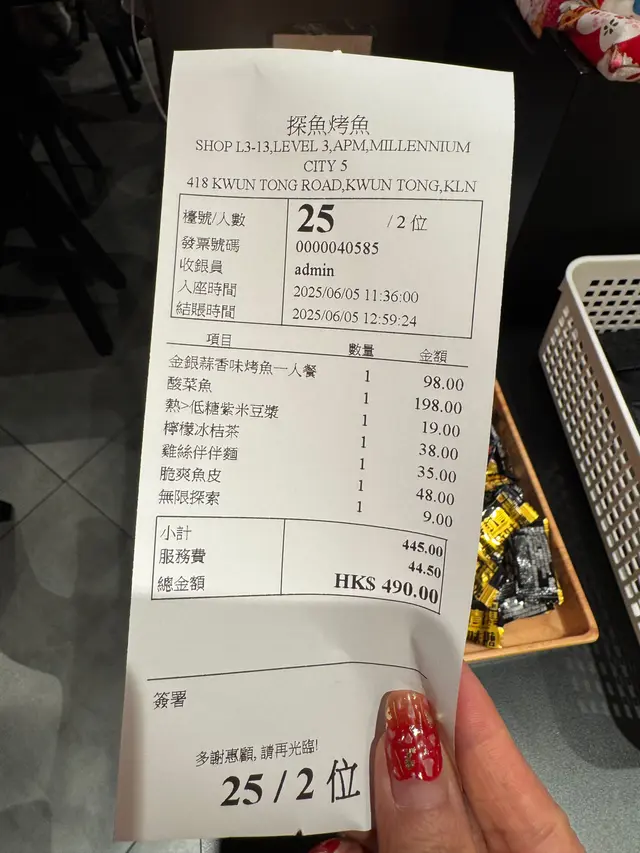 探魚烤魚
SHOP L3-13,LEVEL 3,APM,MILLENNIUM
CITY 5
418 KWUN TONG ROAD,KWUN TONG,KLN
檯號/人數 25 / 2 位
發票號碼 0000040585
收銀員 admin
入座時間 2025/06/05 11:36:00
結賬時間 2025/06/05 12:59:24
項目 數量 金額
金銀蒜香味烤魚一人餐 1 98.00
酸菜魚 1 198.00
熱>低糖紫米豆漿 1 19.00
檸檬冰桔茶 1 38.00
雞絲伴伴麵 1 35.00
脆爽魚皮 1 48.00
無限探索 1 9.00
小計 445.00
服務費 44.50
總金額 HK$ 490.00
簽署
多謝惠顧, 請再光臨!
25 / 2 位